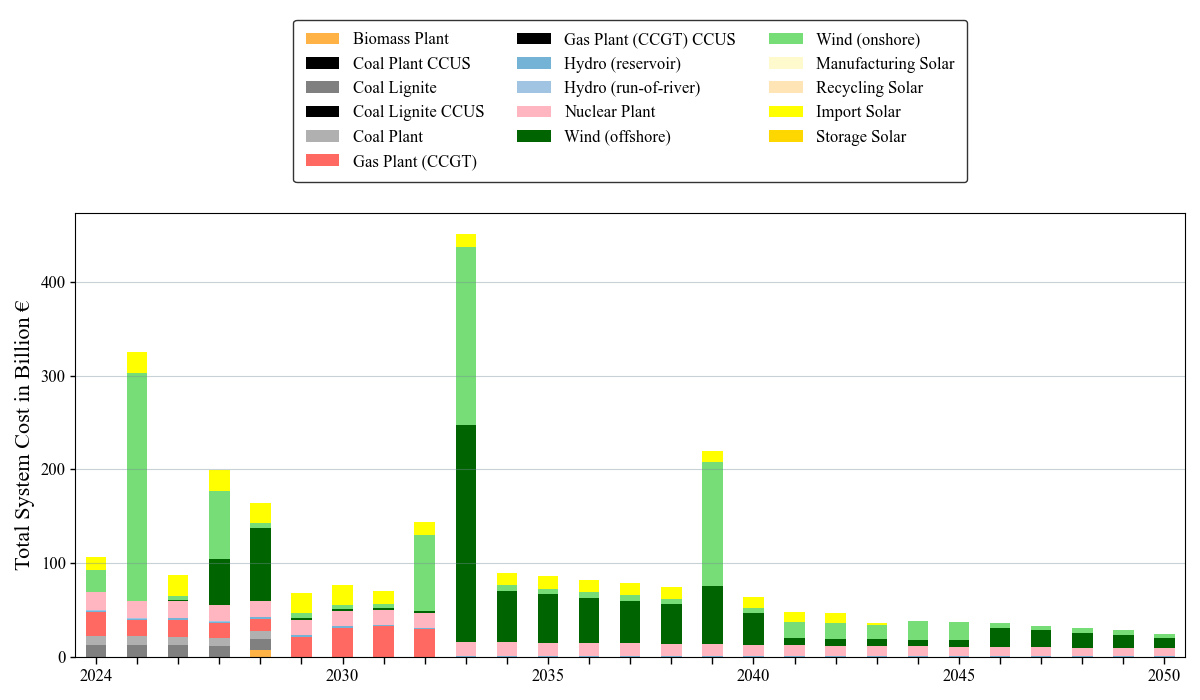 Biomass Plant
Coal Plant CCUS
Coal Lignite
Coal Lignite CCUS
Coal Plant
Gas Plant (CCGT)
Gas Plant (CCGT) CCUS
Hydro (reservoir)
Hydro (run-of-river)
Nuclear Plant
Wind (offshore)
Wind (onshore)
Manufacturing Solar
Recycling Solar
Import Solar
Storage Solar
Total System Cost in Billion €
400
300
200
100
0
2024
2030
2035
2040
2045
2050